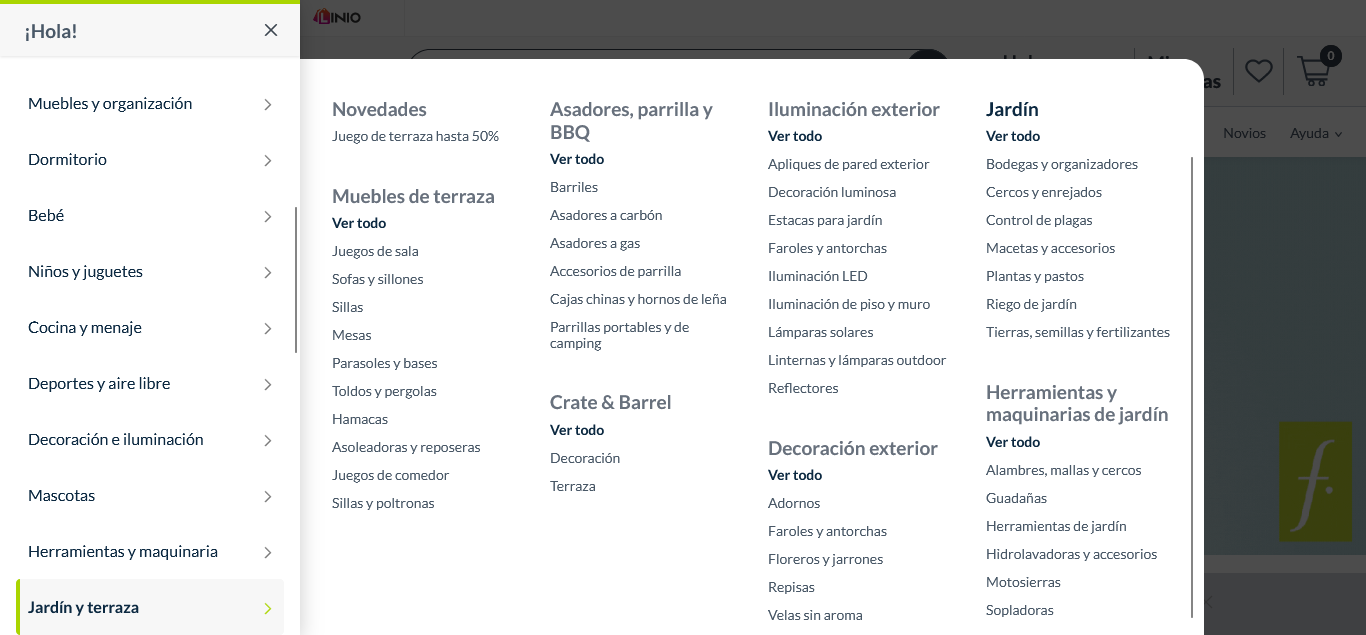 ¡Hola!
LINIO
0
as
Novios
Ayuda
Muebles y organización
Dormitorio
Bebé
Niños y juguetes
Cocina y menaje
Deportes y aire libre
Decoración e iluminación
Mascotas
Herramientas y maquinaria
Jardín y terraza
Novedades
Juego de terraza hasta 50%
Muebles de terraza
Ver todo
Juegos de sala
Sofas y sillones
Sillas
Mesas
Parasoles y bases
Toldos y pergolas
Hamacas
Asoleadoras y reposeras
Juegos de comedor
Sillas y poltronas
Asadores, parrilla y
BBQ
Ver todo
Barriles
Asadores a carbón
Asadores a gas
Accesorios de parrilla
Cajas chinas y hornos de leña
Parrillas portables y de
camping
Crate & Barrel
Ver todo
Decoración
Terraza
Iluminación exterior
Ver todo
Apliques de pared exterior
Decoración luminosa
Estacas para jardín
Faroles y antorchas
Iluminación LED
Iluminación de piso y muro
Lámparas solares
Linternas y lámparas outdoor
Reflectores
Decoración exterior
Ver todo
Adornos
Faroles y antorchas
Floreros y jarrones
Repisas
Velas sin aroma
Jardín
Ver todo
Bodegas y organizadores
Cercos y enrejados
Control de plagas
Macetas y accesorios
Plantas y pastos
Riego de jardín
Tierras, semillas y fertilizantes
Herramientas y
maquinarias de jardín
Ver todo
Alambres, mallas y cercos
Guadañas
Herramientas de jardín
Hidrolavadoras y accesorios
Motosierras
Sopladoras
f.